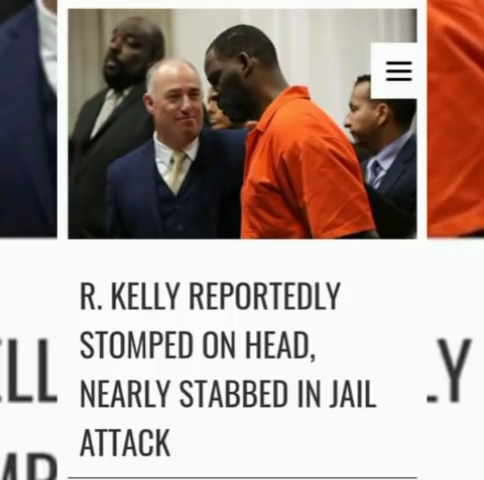 R. KELLY REPORTEDLY
STOMPED ON HEAD,
NEARLY STABBED IN JAIL
ATTACK